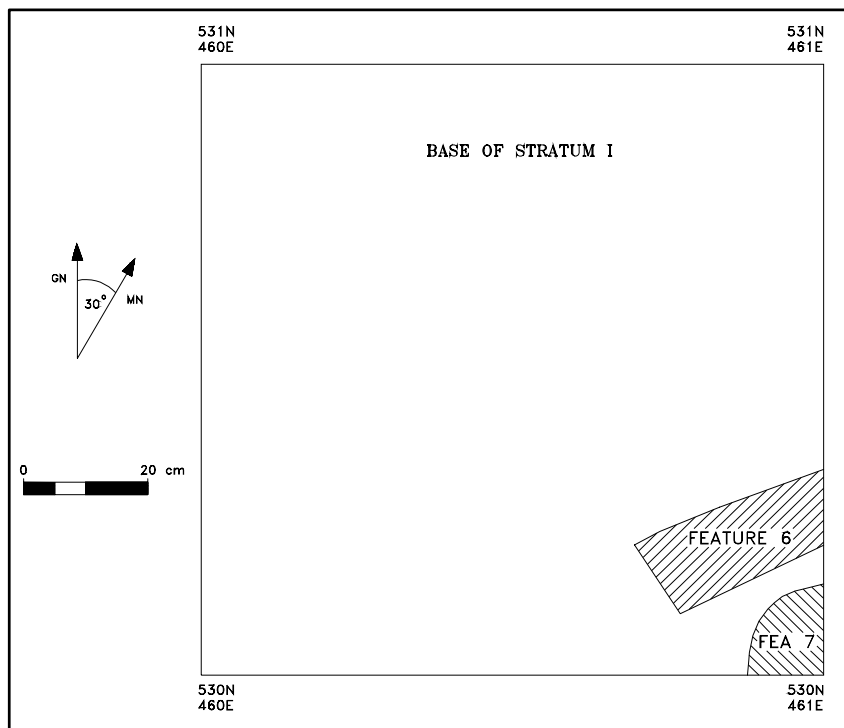 531N
460E
531N
461E
BASE OF STRATUM I
GN
30°
MN
0 20 cm
FEATURE 6
FEA 7
530N
460E
530N
461E